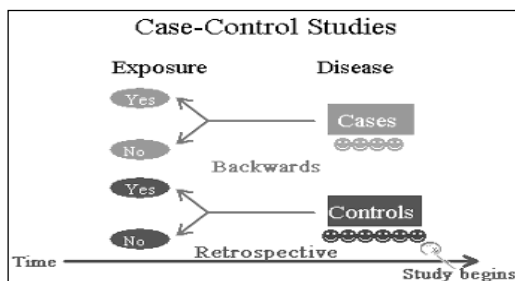 Case-Control Studies
Exposure Disease
Yes
Cases
No
Backwards
Yes
Controls
No
Retrospective
Time
Study begins